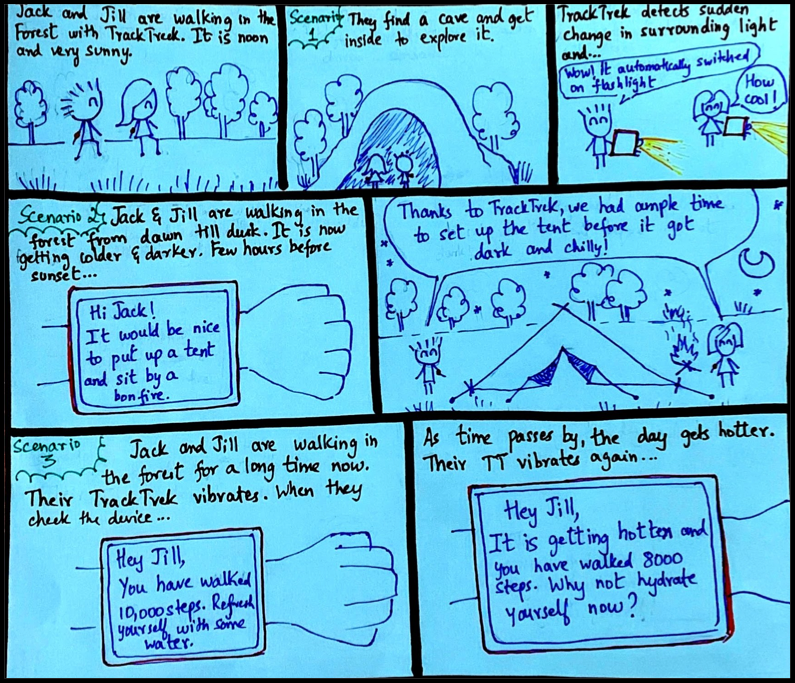 Jack and Jill are walking in the
Forest with TrackTreck. It is noon
and very sunny.
Scenario
1
They find a cave and get
inside to explore it.
TrackTrek detects sudden
change in surrounding light
and...
Wow! It automatically switched
on flashlight
How
cool!
Scenario 2:
Jack & Jill are walking in the
forest from dawn till dusk. It is now
getting colder & darker. Few hours before
sunset...
Hi Jack!
It would be nice
to put up a tent
and sit by a
bonfire.
Thanks to TrackTrek, we had ample time
to set up the tent before it got
dark and chilly!
Scenario
3
Jack and Jill are walking in
the forest for a long time now.
Their TrackTrek vibrates. When they
check the device...
Hey Jill,
You have walked
10,000 steps. Refresh
yourself with some
water.
As time passes by, the day gets hotter.
Their TT vibrates again...
Hey Jill,
It is getting hotter and
you have walked 8000
steps. Why not hydrate
yourself now?